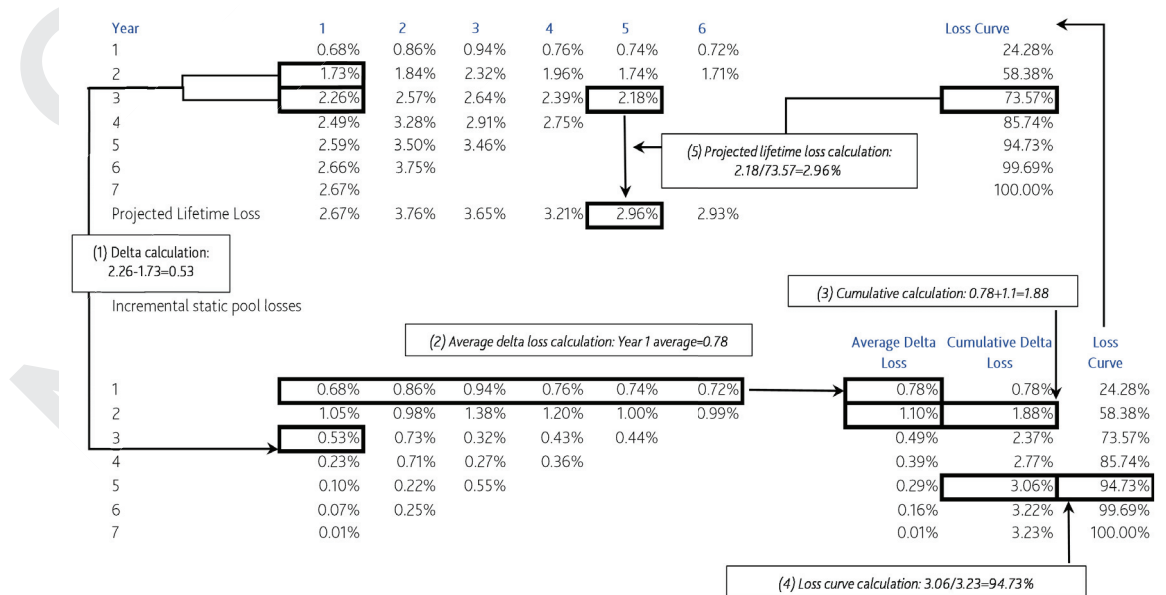 Year 1 2 3 4 5 6 Loss Curve
1 0.68% 0.86% 0.94% 0.76% 0.74% 0.72% 24.28%
2 1.73% 1.84% 2.32% 1.96% 1.74% 1.71% 58.38%
3 2.26% 2.57% 2.64% 2.39% 2.18% 73.57%
4 2.49% 3.28% 2.91% 2.75% 85.74%
5 2.59% 3.50% 3.46% 94.73%
6 2.66% 3.75% 99.69%
7 2.67% 100.00%
(5) Projected lifetime loss calculation:
2.18/73.57=2.96%
Projected Lifetime Loss 2.67% 3.76% 3.65% 3.21% 2.96% 2.93%
(1) Delta calculation:
2.26-1.73=0.53
(3) Cumulative calculation: 0.78+1.1=1.88
Incremental static pool losses
(2) Average delta loss calculation: Year 1 average=0.78
Average Delta Cumulative Delta Loss
Loss Loss Curve
1 0.68% 0.86% 0.94% 0.76% 0.74% 0.72% 0.78% 0.78% 24.28%
2 1.05% 0.98% 1.38% 1.20% 1.00% 0.99% 1.10% 1.88% 58.38%
3 0.53% 0.73% 0.32% 0.43% 0.44% 0.49% 2.37% 73.57%
4 0.23% 0.71% 0.27% 0.36% 0.39% 2.77% 85.74%
5 0.10% 0.22% 0.55% 0.29% 3.06% 94.73%
6 0.07% 0.25% 0.16% 3.22% 99.69%
7 0.01% 0.01% 3.23% 100.00%
(4) Loss curve calculation: 3.06/3.23=94.73%